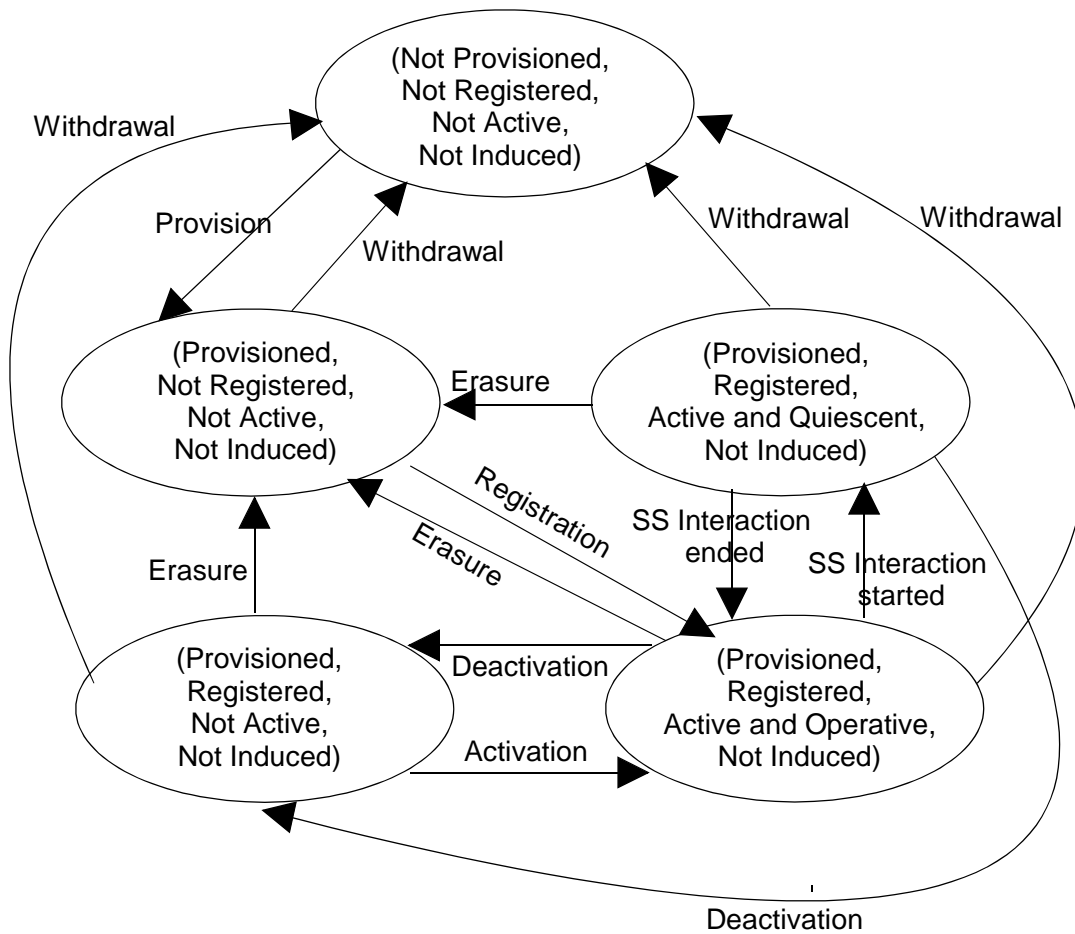 (Not Provisioned,
Not Registered,
Not Active,
Not Induced)
Withdrawal
Provision
Withdrawal
Withdrawal
Withdrawal
(Provisioned,
Not Registered,
Not Active,
Not Induced)
Erasure
(Provisioned,
Registered,
Active and Quiescent,
Not Induced)
Registration
Erasure
SS Interaction
ended
SS Interaction
started
Erasure
(Provisioned,
Registered,
Not Active,
Not Induced)
Deactivation
Activation
(Provisioned,
Registered,
Active and Operative,
Not Induced)
Deactivation